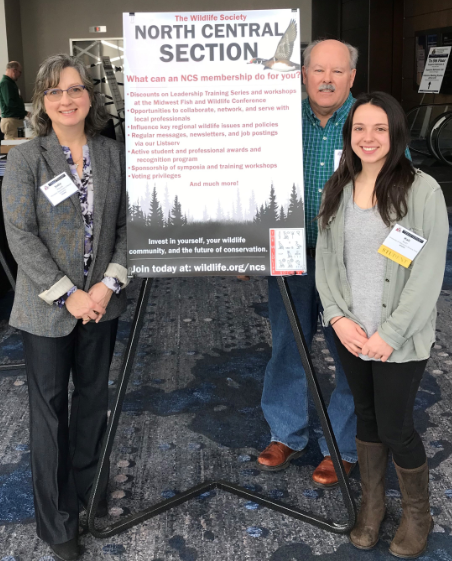 The Wildlife Society
NORTH CENTRAL
SECTION
What can an NCS membership do for you?
• Discounts on Leadership Training Series and workshops
at the Midwest Fish and Wildlife Conference
• Opportunities to collaborate, network, and serve with
local professionals
• Influence key regional wildlife issues and policies
• Regular messages, newsletters, and job postings
via our Listserv
• Active student and professional awards and
recognition program
• Sponsorship of symposia and training workshops
• Voting privileges
And much more!
Invest in yourself, your wildlife
community, and the future of conservation.
Join today at: wildlife.org/ncs